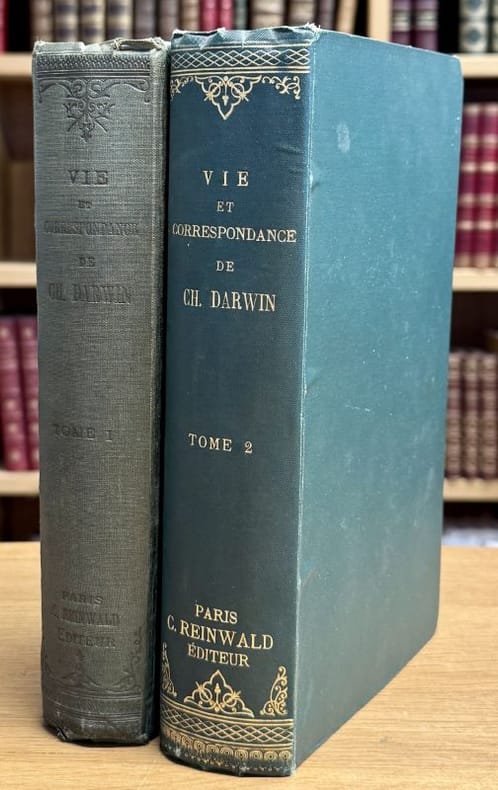 VIE
ET
CORRESPONDANCE
DE
CH. DARWIN
TOME I
PARIS
C. REINWALD
ÉDITEUR
VIE
ET
CORRESPONDANCE
DE
CH. DARWIN
TOME 2
PARIS
C. REINWALD
ÉDITEUR